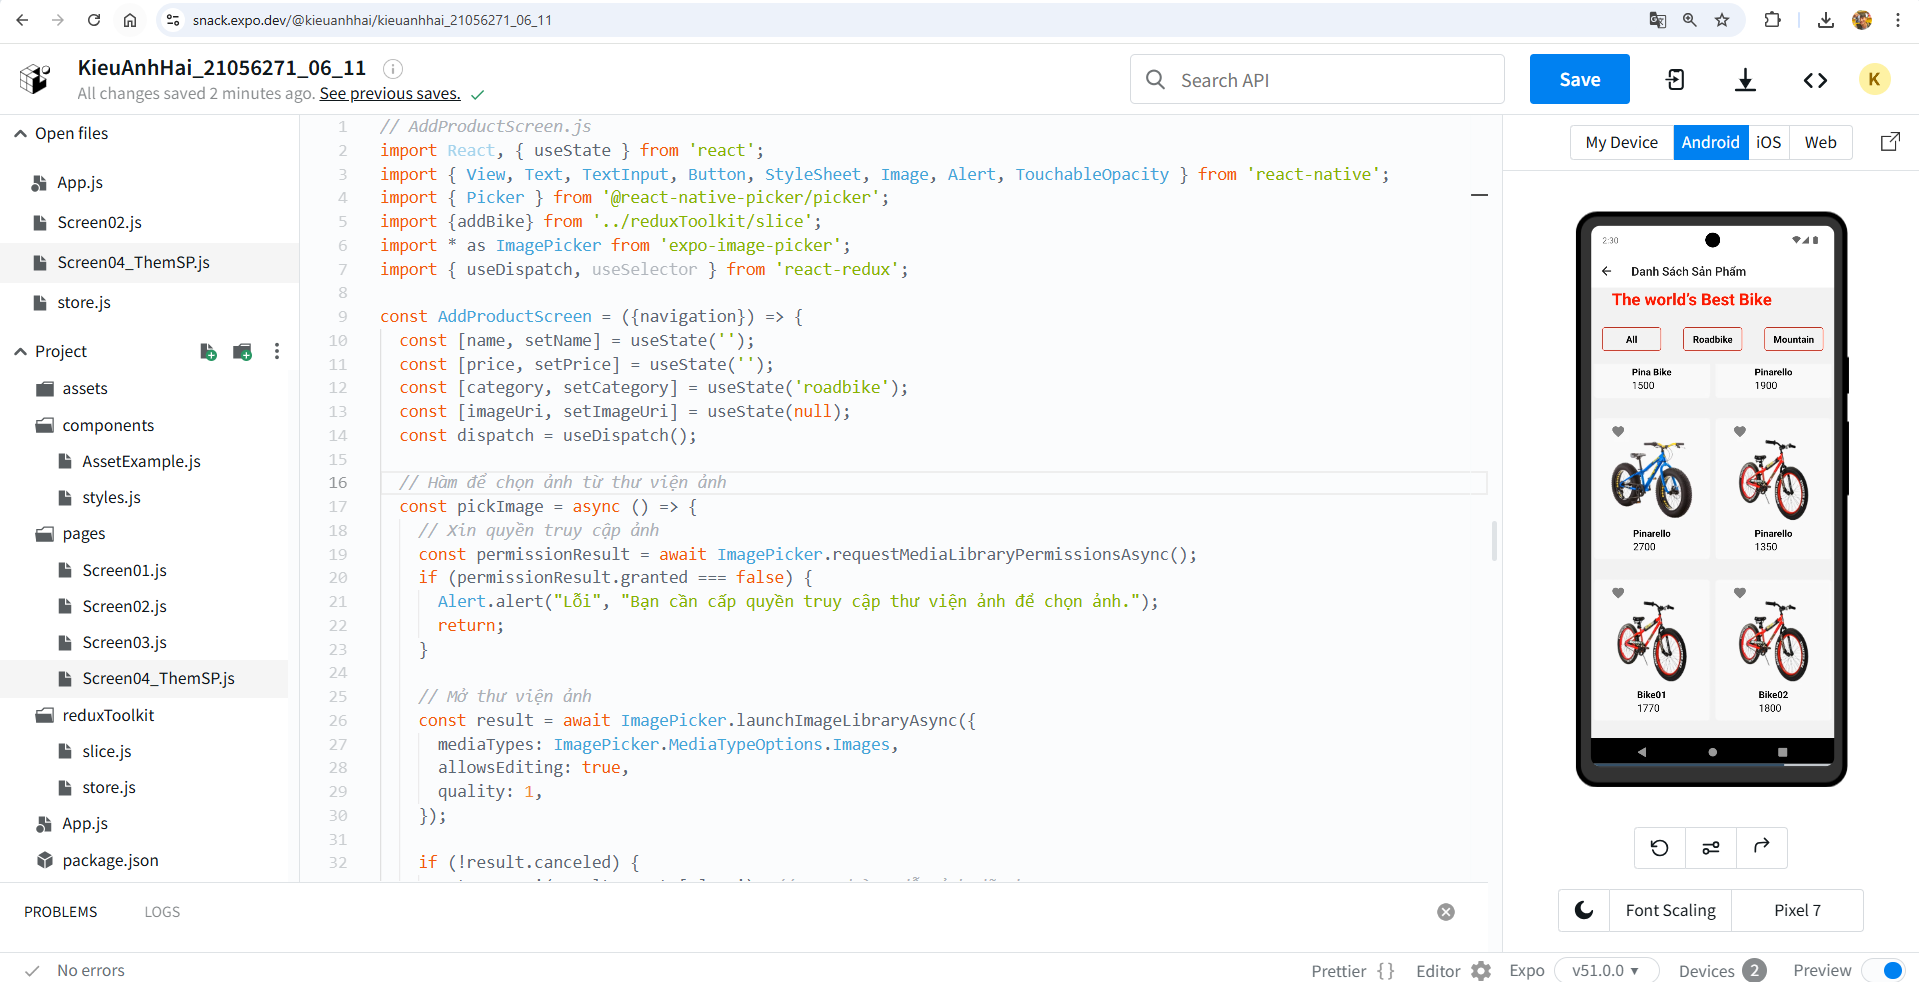 snack.expo.dev/@kieuanhhai/kieuanhhai_21056271_06_11
KieuAnhHai_21056271_06_11
All changes saved 2 minutes ago. See previous saves.
Search API
Save
K
Open files
App.js
Screen02.js
Screen04_ThemSP.js
store.js
Project
assets
components
AssetExample.js
styles.js
pages
Screen01.js
Screen02.js
Screen03.js
Screen04_ThemSP.js
reduxToolkit
slice.js
store.js
App.js
package.json
1 // AddProductScreen.js
2 import React, { useState } from 'react';
3 import { View, Text, TextInput, Button, StyleSheet, Image, Alert, TouchableOpacity } from 'react-native';
4 import { Picker } from '@react-native-picker/picker';
5 import {addBike} from '../reduxToolkit/slice';
6 import * as ImagePicker from 'expo-image-picker';
7 import { useDispatch, useSelector } from 'react-redux';
8
9 const AddProductScreen = ({navigation}) => {
10 const [name, setName] = useState('');
11 const [price, setPrice] = useState('');
12 const [category, setCategory] = useState('roadbike');
13 const [imageUri, setImageUri] = useState(null);
14 const dispatch = useDispatch();
15
16 // Hàm để chọn ảnh từ thư viện ảnh
17 const pickImage = async () => {
18 // Xin quyền truy cập ảnh
19 const permissionResult = await ImagePicker.requestMediaLibraryPermissionsAsync();
20 if (permissionResult.granted === false) {
21 Alert.alert("Lỗi", "Bạn cần cấp quyền truy cập thư viện ảnh để chọn ảnh.");
22 return;
23 }
24
25 // Mở thư viện ảnh
26 const result = await ImagePicker.launchImageLibraryAsync({
27 mediaTypes: ImagePicker.MediaTypeOptions.Images,
28 allowsEditing: true,
29 quality: 1,
30 });
31
32 if (!result.canceled) {
My Device Android iOS Web
2:30
Danh Sách Sản Phẩm
The world's Best Bike
All Roadbike Mountain
Pina Bike Pinarello
1500 1900
Pinarello Pinarello
2700 1350
Bike01 Bike02
1770 1800
Font Scaling Pixel 7
PROBLEMS LOGS
No errors
Prettier { } Editor Expo v51.0.0 ▾ Devices 2 Preview